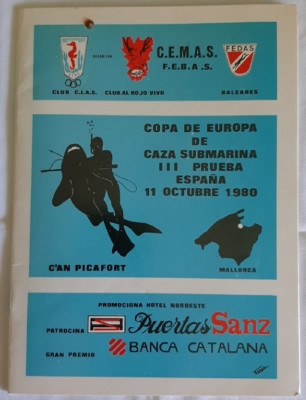 ORGANIZAN
C.E.M.A.S.
F.E.B.A.S.
FEDAS
CLUB C.I.A.S.
CLUB AL ROJO VIVO
BALEARES
COPA DE EUROPA
DE
CAZA SUBMARINA
III PRUEBA
ESPAÑA
11 OCTUBRE 1980
C'AN PICAFORT
MALLORCA
PROMOCIONA HOTEL NORDESTE
PATROCINA
Puertas Sanz
GRAN PREMIO
BANCA CATALANA